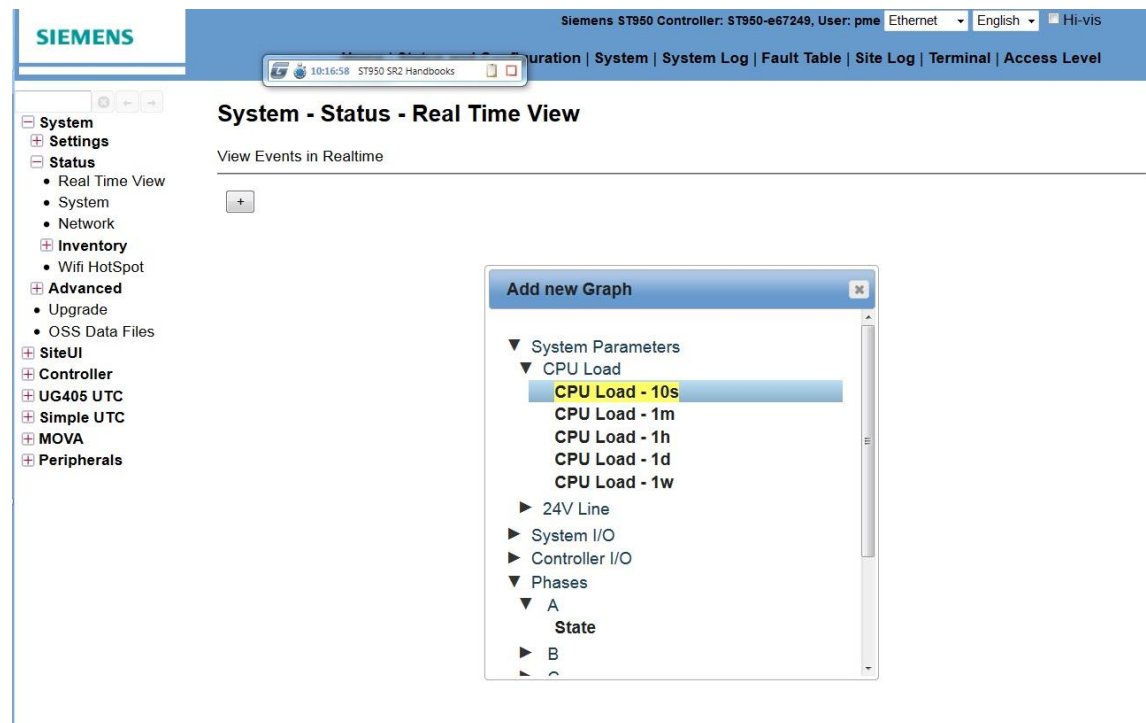 SIEMENS
Siemens ST950 Controller: ST950-e67249, User: pme Ethernet English Hi-vis
10:16:58 ST950 SR2 Handbooks
| System | System Log | Fault Table | Site Log | Terminal | Access Level
System
Settings
Status
Real Time View
System
Network
Inventory
Wifi HotSpot
Advanced
Upgrade
OSS Data Files
SiteUI
Controller
UG405 UTC
Simple UTC
MOVA
Peripherals
System - Status - Real Time View
View Events in Realtime
+
Add new Graph
System Parameters
CPU Load
CPU Load - 10s
CPU Load - 1m
CPU Load - 1h
CPU Load - 1d
CPU Load - 1w
24V Line
System I/O
Controller I/O
Phases
A
State
B